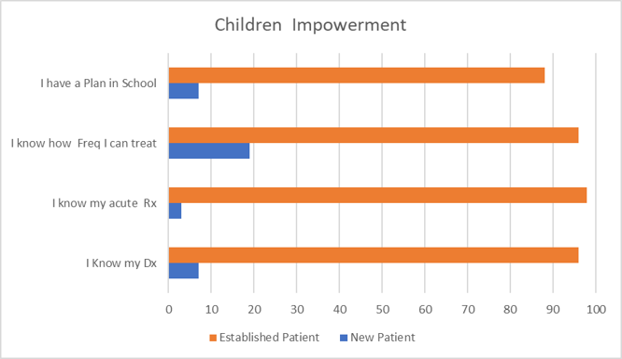 Children  Impowerment
I have a Plan in School
I know how  Freq I can treat
I know my acute  Rx
I Know my Dx
0 10 20 30 40 50 60 70 80 90 100
Established Patient New Patient